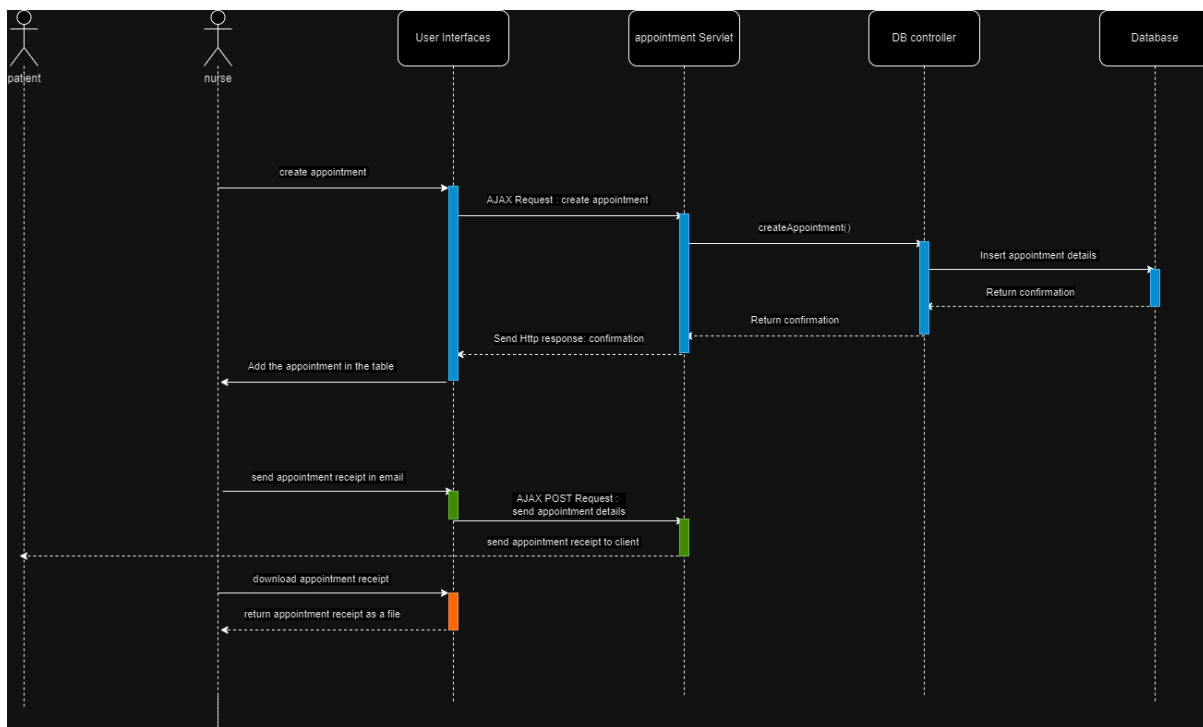 User Interfaces
appointment Servlet
DB controller
Database
patient
nurse
create appointment
AJAX Request : create appointment
createAppointment()
Insert appointment details
Return confirmation
Return confirmation
Send Http response: confirmation
Add the appointment in the table
send appointment receipt in email
AJAX POST Request :
send appointment details
send appointment receipt to client
download appointment receipt
return appointment receipt as a file